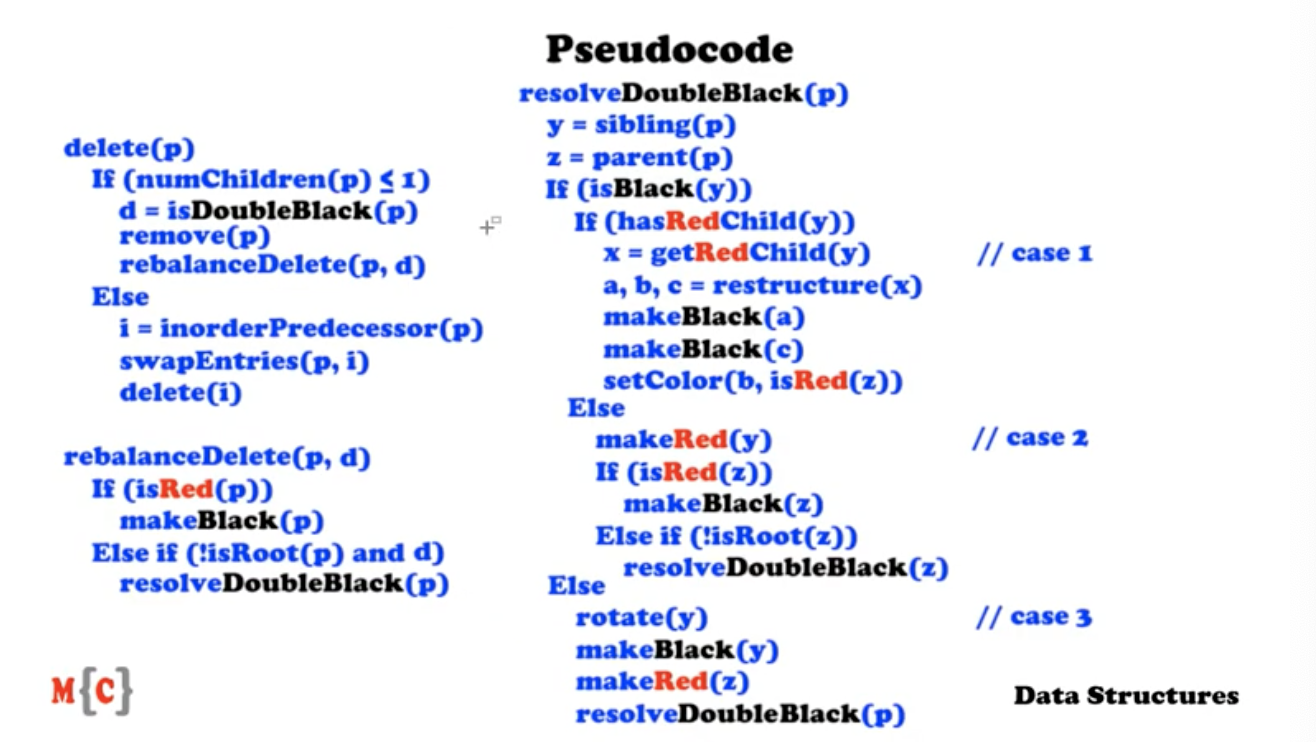 Pseudocode
delete(p)
If (numChildren(p) ≤ 1)
d = isDoubleBlack(p)
remove(p)
rebalanceDelete(p, d)
Else
i = inorderPredecessor(p)
swapEntries(p, i)
delete(i)
rebalanceDelete(p, d)
If (isRed(p))
makeBlack(p)
Else if (!isRoot(p) and d)
resolveDoubleBlack(p)
resolveDoubleBlack(p)
y = sibling(p)
z = parent(p)
If (isBlack(y))
If (hasRedChild(y))
x = getRedChild(y) // case 1
a, b, c = restructure(x)
makeBlack(a)
makeBlack(c)
setColor(b, isRed(z))
Else
makeRed(y) // case 2
If (isRed(z))
makeBlack(z)
Else if (!isRoot(z))
resolveDoubleBlack(z)
Else
rotate(y) // case 3
makeBlack(y)
makeRed(z)
resolveDoubleBlack(p)
M{C}
Data Structures